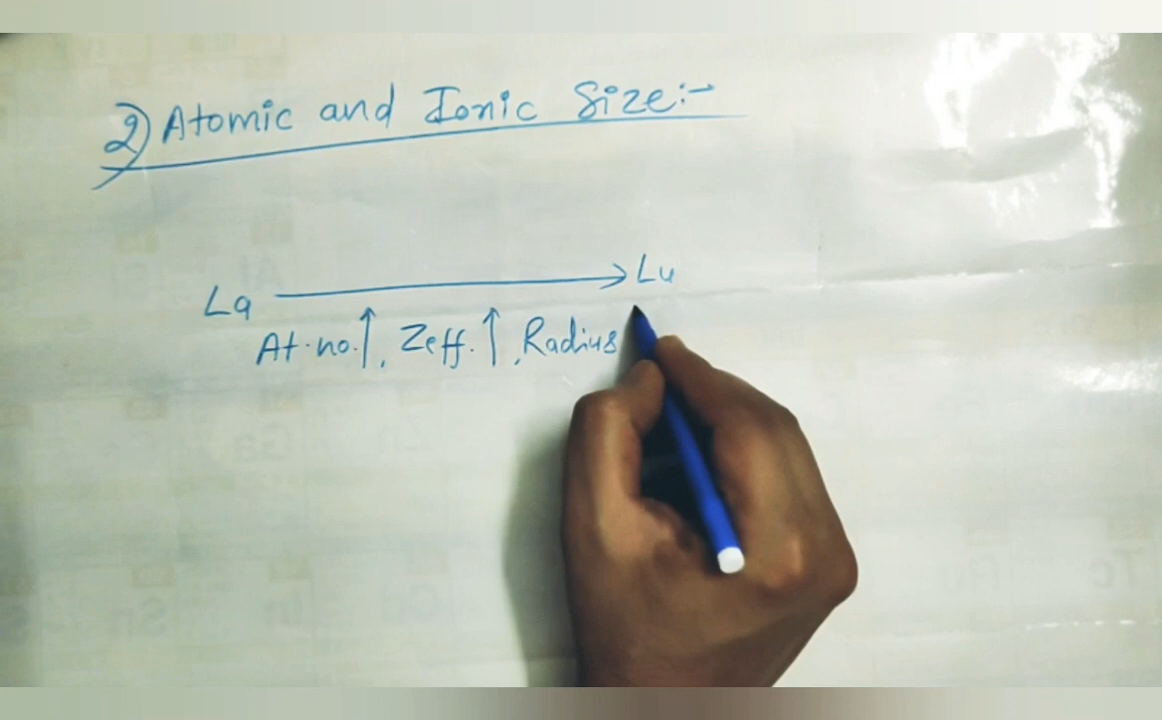 2) Atomic and Ionic Size:-
La → Lu
At. no. ↑, Zeff. ↑, Radius